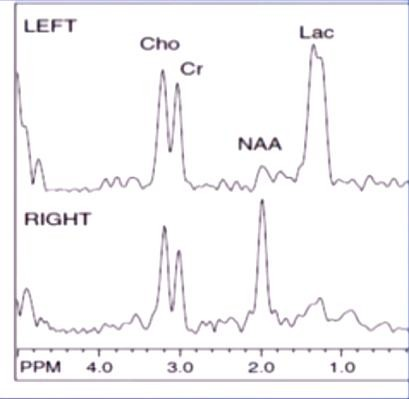 LEFT
Cho
Cr
Lac
NAA
RIGHT
PPM 4.0 3.0 2.0 1.0